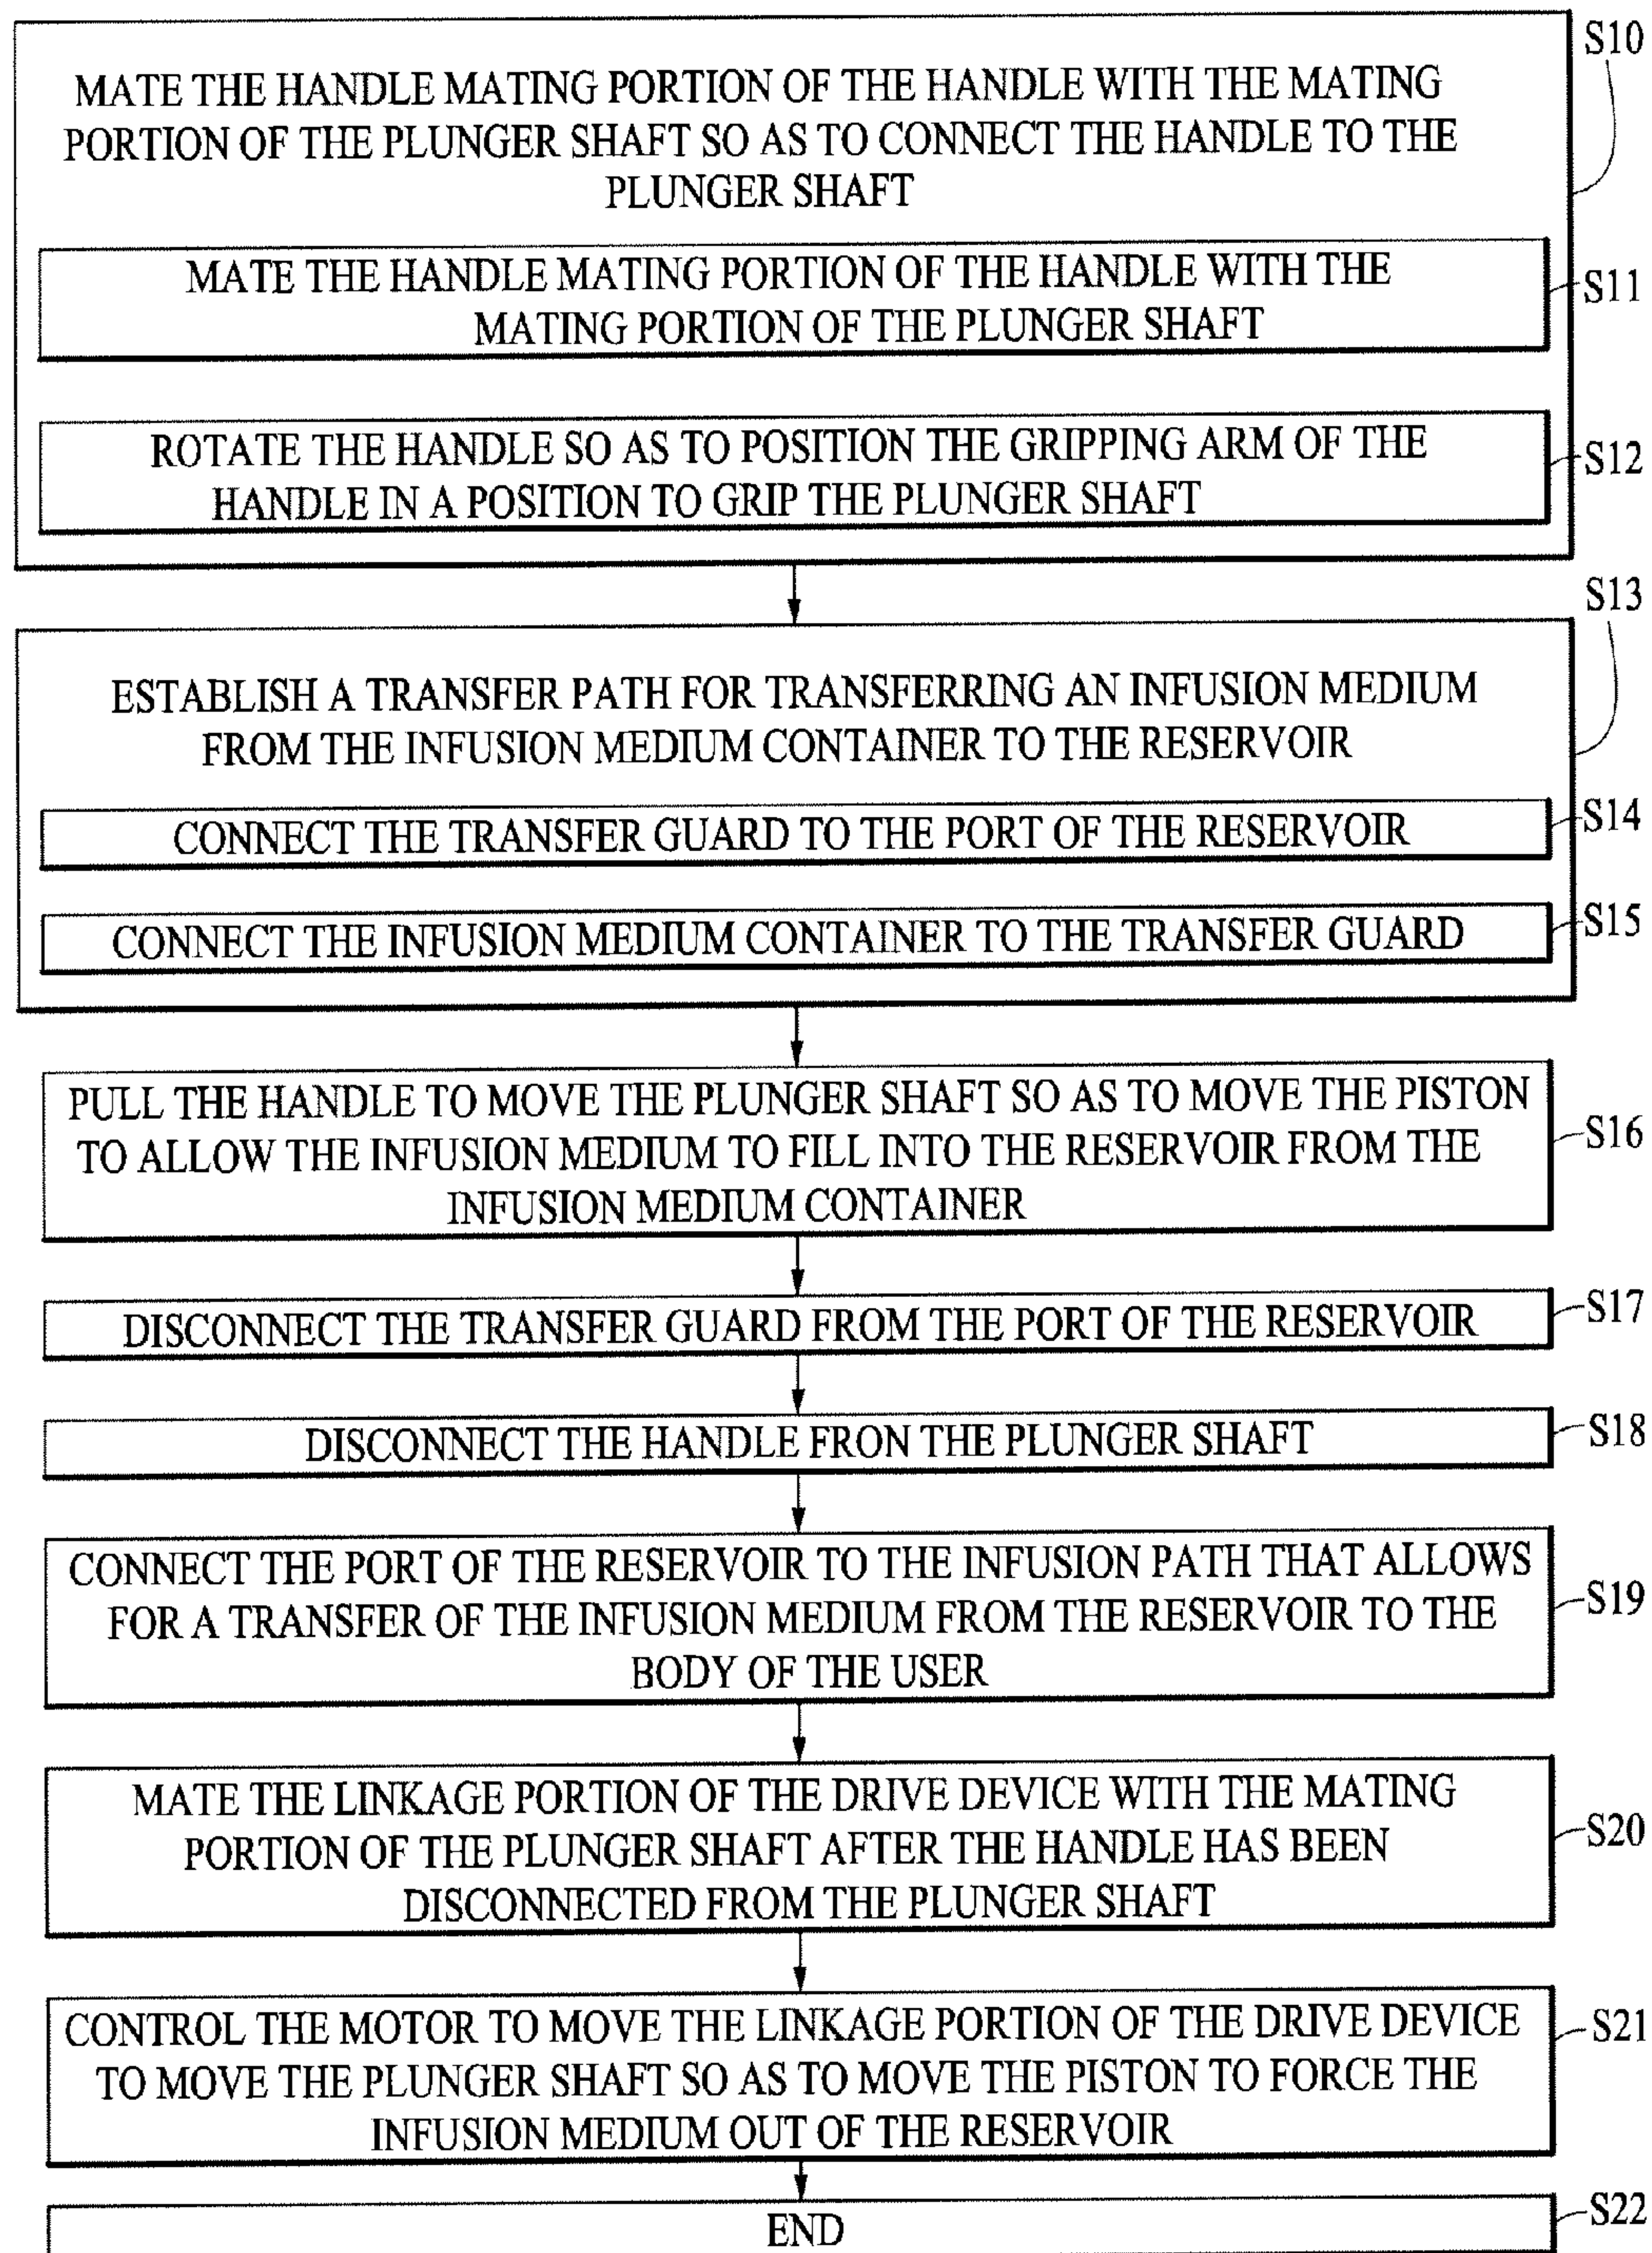 S10
MATE THE HANDLE MATING PORTION OF THE HANDLE WITH THE MATING
PORTION OF THE PLUNGER SHAFT SO AS TO CONNECT THE HANDLE TO THE
PLUNGER SHAFT
MATE THE HANDLE MATING PORTION OF THE HANDLE WITH THE
MATING PORTION OF THE PLUNGER SHAFT
S11
ROTATE THE HANDLE SO AS TO POSITION THE GRIPPING ARM OF THE
HANDLE IN A POSITION TO GRIP THE PLUNGER SHAFT
S12
S13
ESTABLISH A TRANSFER PATH FOR TRANSFERRING AN INFUSION MEDIUM
FROM THE INFUSION MEDIUM CONTAINER TO THE RESERVOIR
CONNECT THE TRANSFER GUARD TO THE PORT OF THE RESERVOIR
S14
CONNECT THE INFUSION MEDIUM CONTAINER TO THE TRANSFER GUARD
S15
PULL THE HANDLE TO MOVE THE PLUNGER SHAFT SO AS TO MOVE THE PISTON
TO ALLOW THE INFUSION MEDIUM TO FILL INTO THE RESERVOIR FROM THE
INFUSION MEDIUM CONTAINER
S16
DISCONNECT THE TRANSFER GUARD FROM THE PORT OF THE RESERVOIR
S17
DISCONNECT THE HANDLE FRON THE PLUNGER SHAFT
S18
CONNECT THE PORT OF THE RESERVOIR TO THE INFUSION PATH THAT ALLOWS
FOR A TRANSFER OF THE INFUSION MEDIUM FROM THE RESERVOIR TO THE
BODY OF THE USER
S19
MATE THE LINKAGE PORTION OF THE DRIVE DEVICE WITH THE MATING
PORTION OF THE PLUNGER SHAFT AFTER THE HANDLE HAS BEEN
DISCONNECTED FROM THE PLUNGER SHAFT
S20
CONTROL THE MOTOR TO MOVE THE LINKAGE PORTION OF THE DRIVE DEVICE
TO MOVE THE PLUNGER SHAFT SO AS TO MOVE THE PISTON TO FORCE THE
INFUSION MEDIUM OUT OF THE RESERVOIR
S21
END
S22